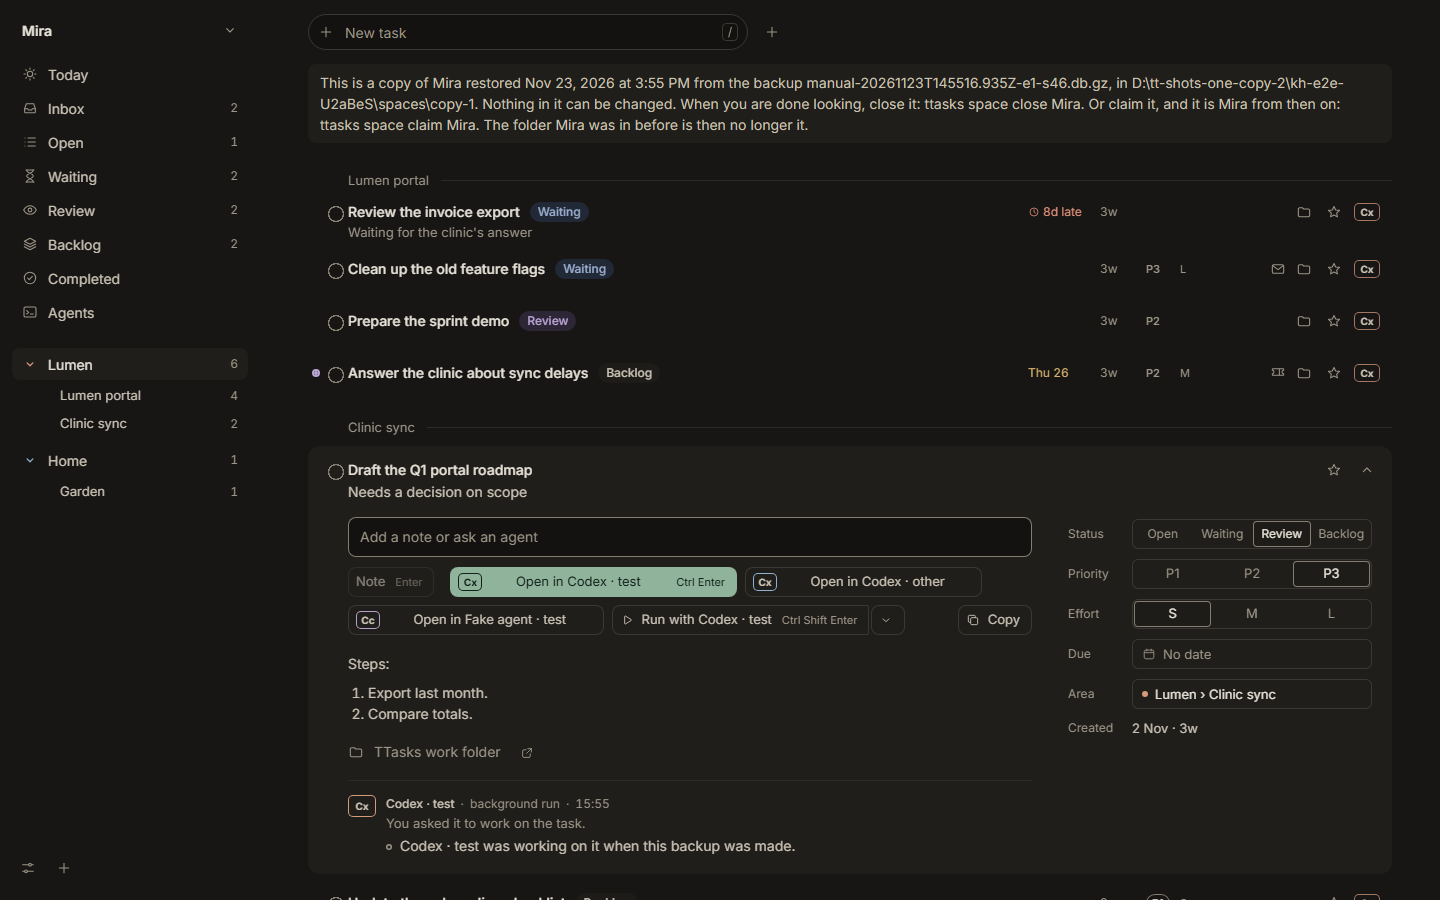 Mira
Today
Inbox 2
Open 1
Waiting 2
Review 2
Backlog 2
Completed
Agents
Lumen 6
Lumen portal 4
Clinic sync 2
Home 1
Garden 1
New task /
This is a copy of Mira restored Nov 23, 2026 at 3:55 PM from the backup manual-20261123T145516.935Z-e1-s46.db.gz, in D:\tt-shots-one-copy-2\kh-e2e-
U2aBeS\spaces\copy-1. Nothing in it can be changed. When you are done looking, close it: ttasks space close Mira. Or claim it, and it is Mira from then on:
ttasks space claim Mira. The folder Mira was in before is then no longer it.
Lumen portal
Review the invoice export Waiting 8d late 3w Cx
Waiting for the clinic's answer
Clean up the old feature flags Waiting 3w P3 L Cx
Prepare the sprint demo Review 3w P2 Cx
Answer the clinic about sync delays Backlog Thu 26 3w P2 M Cx
Clinic sync
Draft the Q1 portal roadmap
Needs a decision on scope
Add a note or ask an agent
Note Enter Cx Open in Codex · test Ctrl Enter Cx Open in Codex · other
Cc Open in Fake agent · test Run with Codex · test Ctrl Shift Enter Copy
Steps:
1. Export last month.
2. Compare totals.
TTasks work folder
Cx Codex · test · background run · 15:55
You asked it to work on the task.
Codex · test was working on it when this backup was made.
Status Open Waiting Review Backlog
Priority P1 P2 P3
Effort S M L
Due No date
Area Lumen › Clinic sync
Created 2 Nov · 3w